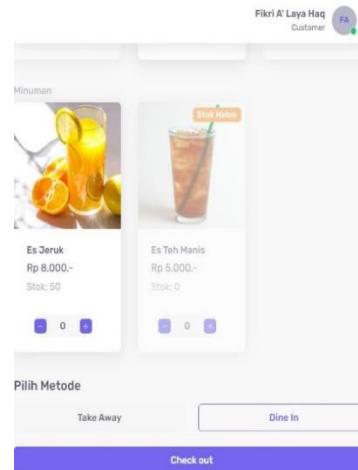 Fikri A' Laya Haq
Customer
FA
Minuman
Stok Habis
Es Jeruk
Rp 8.000,-
Stok: 50
- 0 +
Es Teh Manis
Rp 5.000,-
Stok: 0
- 0 +
Pilih Metode
Take Away
Dine In
Check out